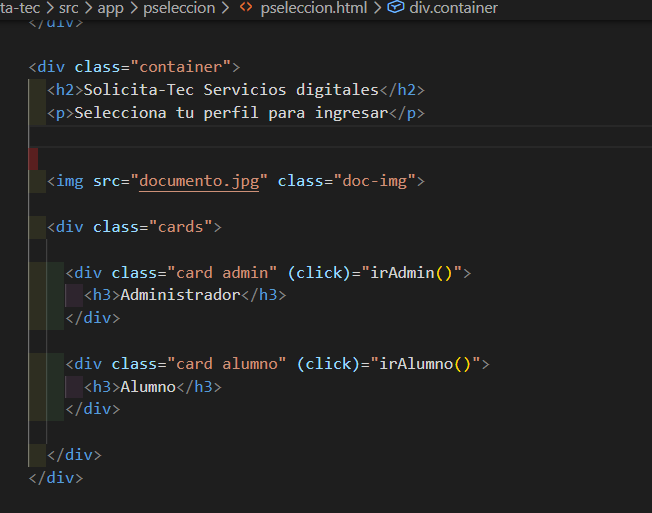 ta-tec > src > app > pseleccion > <> pseleccion.html > div.container
</div>
<div class="container">
<h2>Solicita-Tec Servicios digitales</h2>
<p>Selecciona tu perfil para ingresar</p>
<img src="documento.jpg" class="doc-img">
<div class="cards">
<div class="card admin" (click)="irAdmin()">
<h3>Administrador</h3>
</div>
<div class="card alumno" (click)="irAlumno()">
<h3>Alumno</h3>
</div>
</div>
</div>